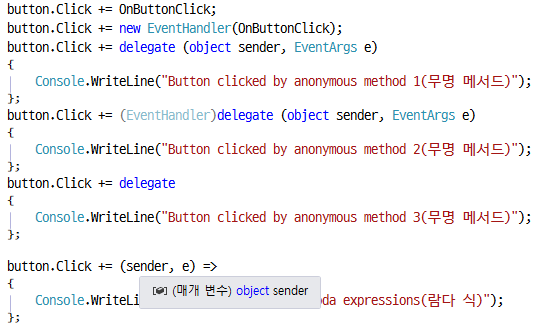 button.Click += OnButtonClick;
button.Click += new EventHandler(OnButtonClick);
button.Click += delegate (object sender, EventArgs e)
{
    Console.WriteLine("Button clicked by anonymous method 1(무명 메서드)");
};
button.Click += (EventHandler)delegate (object sender, EventArgs e)
{
    Console.WriteLine("Button clicked by anonymous method 2(무명 메서드)");
};
button.Click += delegate
{
    Console.WriteLine("Button clicked by anonymous method 3(무명 메서드)");
};
button.Click += (sender, e) =>
{
(매개 변수) object sender
    expressions(람다 식)");
};